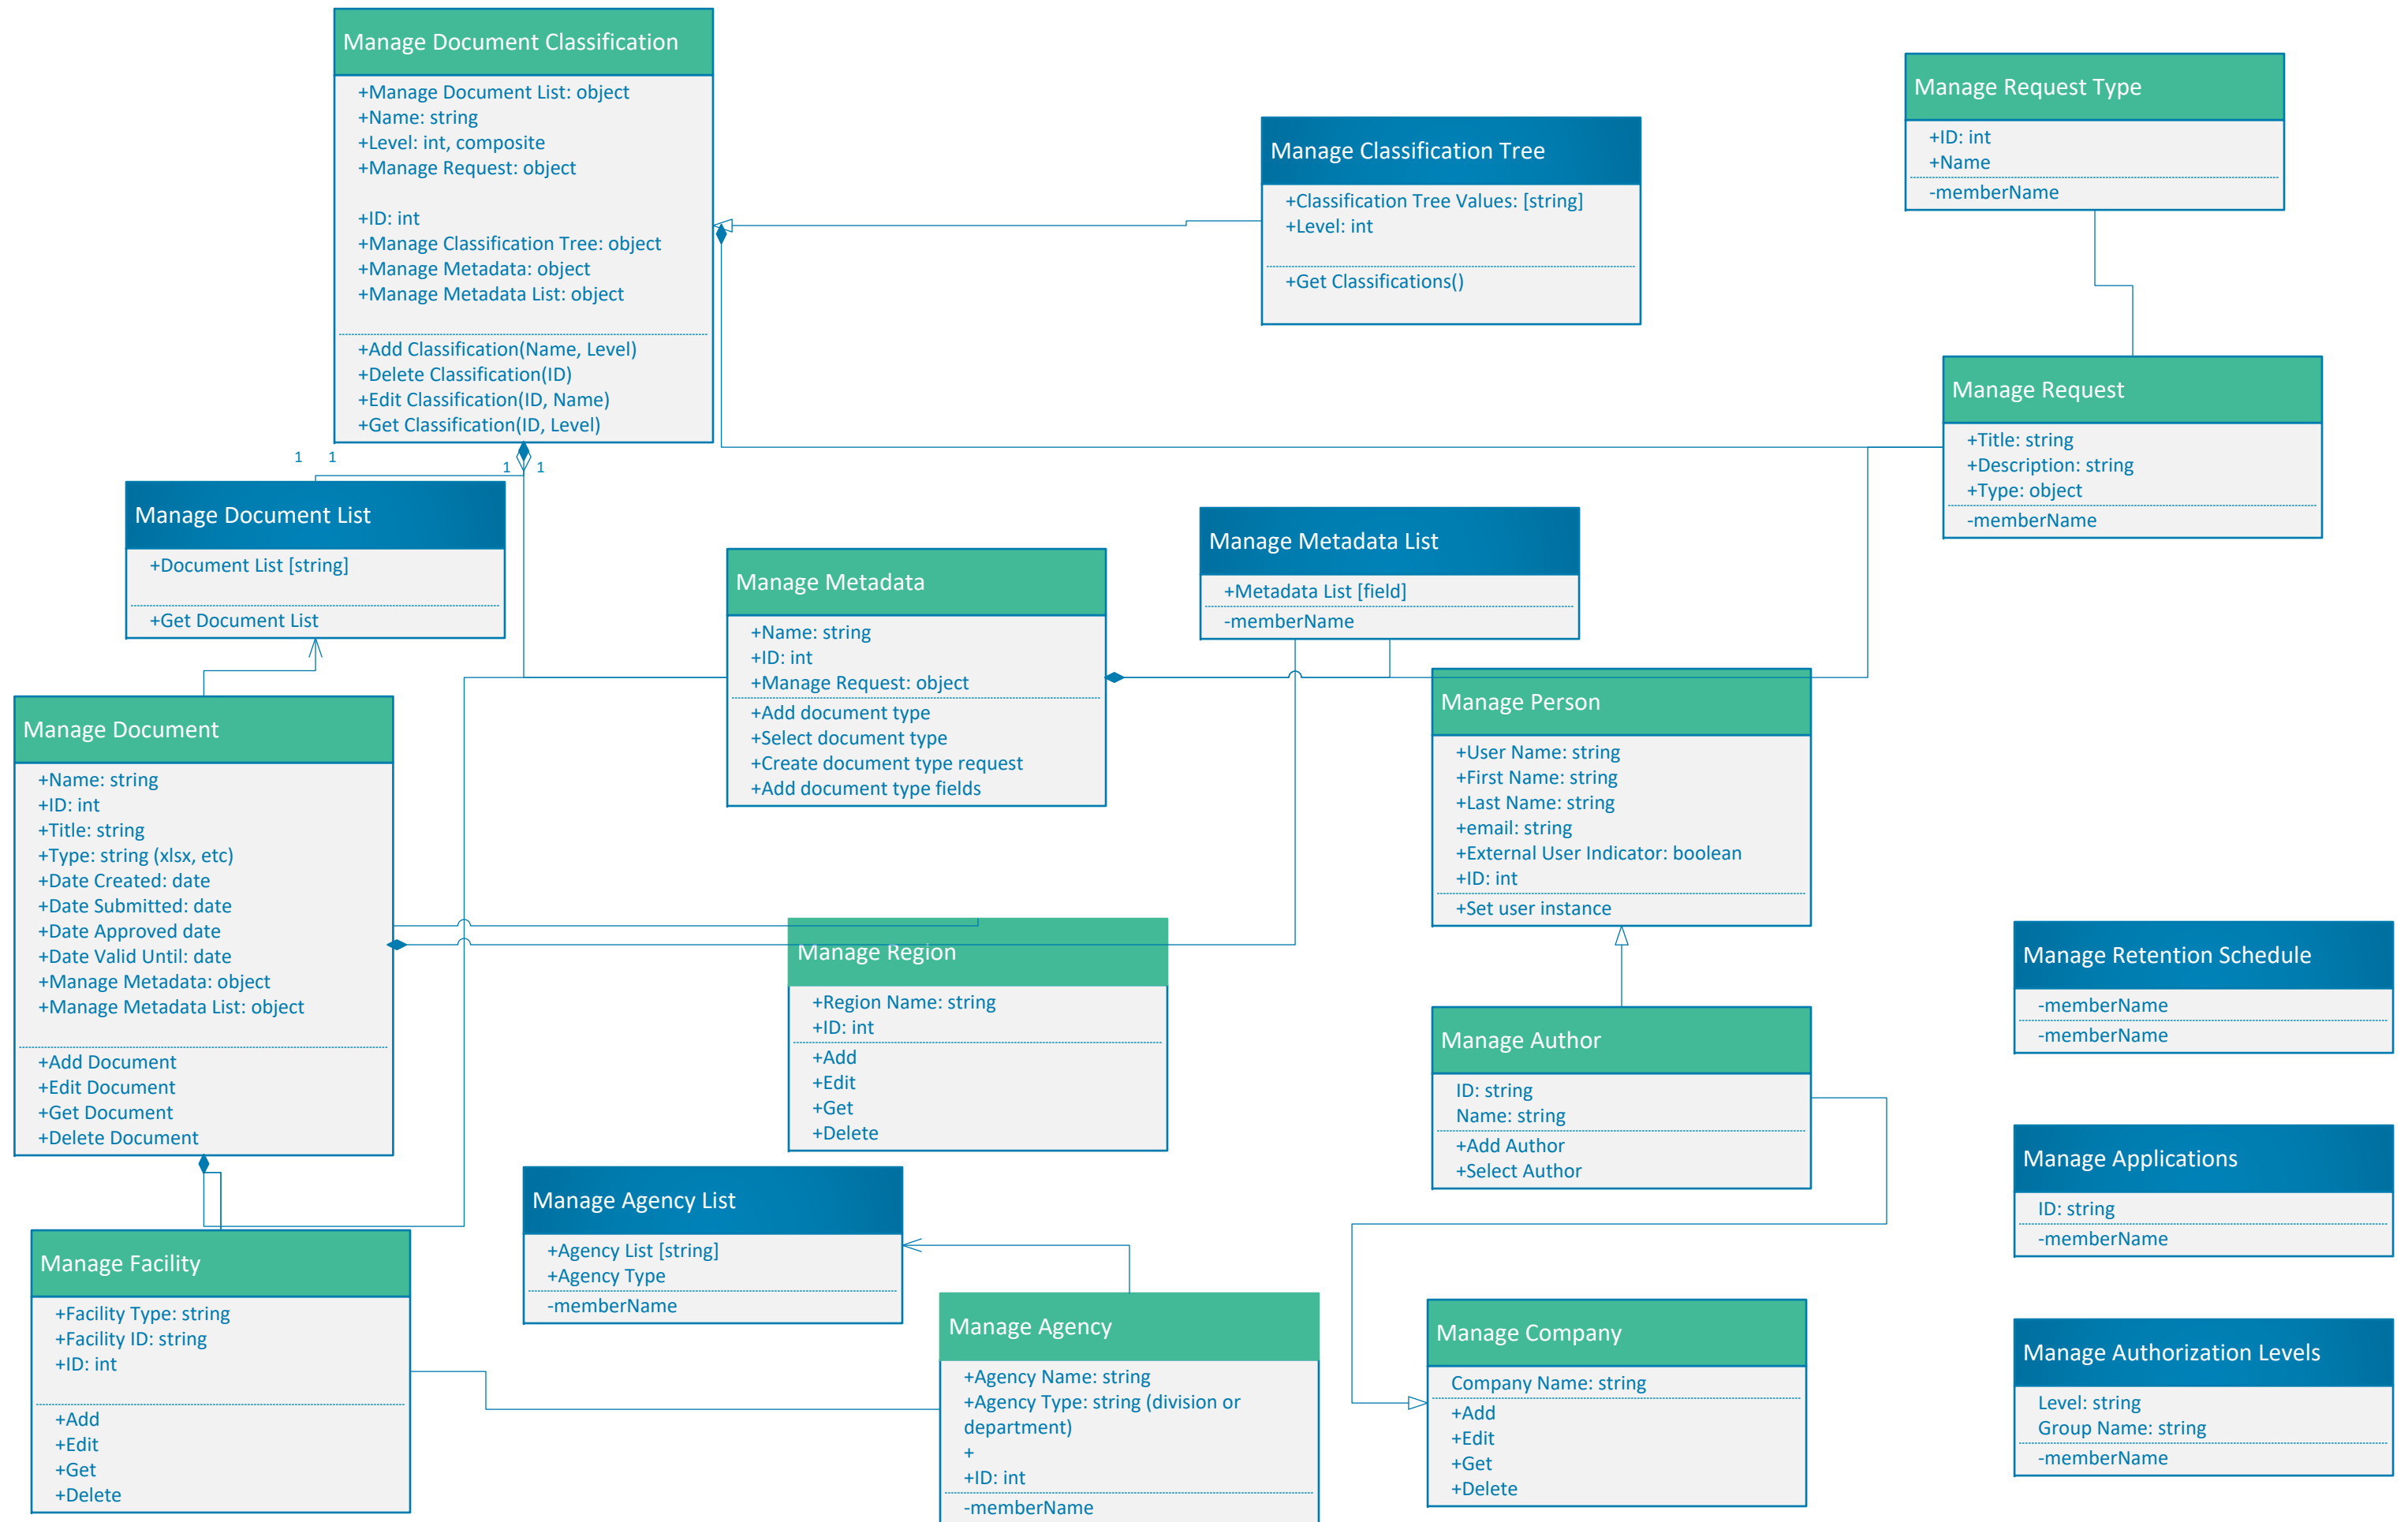 Manage Document Classification
+Manage Document List: object
+Name: string
+Level: int, composite
+Manage Request: object
+ID: int
+Manage Classification Tree: object
+Manage Metadata: object
+Manage Metadata List: object
+Add Classification(Name, Level)
+Delete Classification(ID)
+Edit Classification(ID, Name)
+Get Classification(ID, Level)
Manage Classification Tree
+Classification Tree Values: [string]
+Level: int
+Get Classifications()
Manage Request Type
+ID: int
+Name
-memberName
Manage Request
+Title: string
+Description: string
+Type: object
-memberName
1 1
1 1
Manage Document List
+Document List [string]
+Get Document List
Manage Metadata
+Name: string
+ID: int
+Manage Request: object
+Add document type
+Select document type
+Create document type request
+Add document type fields
Manage Metadata List
+Metadata List [field]
-memberName
Manage Person
+User Name: string
+First Name: string
+Last Name: string
+email: string
+External User Indicator: boolean
+ID: int
+Set user instance
Manage Document
+Name: string
+ID: int
+Title: string
+Type: string (xlsx, etc)
+Date Created: date
+Date Submitted: date
+Date Approved date
+Date Valid Until: date
+Manage Metadata: object
+Manage Metadata List: object
+Add Document
+Edit Document
+Get Document
+Delete Document
Manage Region
+Region Name: string
+ID: int
+Add
+Edit
+Get
+Delete
Manage Author
ID: string
Name: string
+Add Author
+Select Author
Manage Retention Schedule
-memberName
-memberName
Manage Applications
ID: string
-memberName
Manage Agency List
+Agency List [string]
+Agency Type
-memberName
Manage Facility
+Facility Type: string
+Facility ID: string
+ID: int
+Add
+Edit
+Get
+Delete
Manage Agency
+Agency Name: string
+Agency Type: string (division or
department)
+
+ID: int
-memberName
Manage Company
Company Name: string
+Add
+Edit
+Get
+Delete
Manage Authorization Levels
Level: string
Group Name: string
-memberName